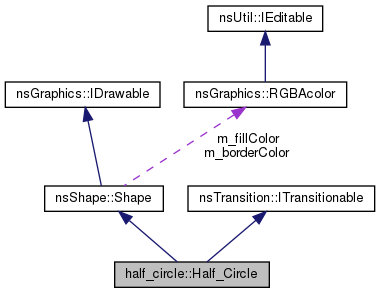 nsUtil::IEditable
nsGraphics::IDrawable
nsGraphics::RGBAcolor
m_fillColor
m_borderColor
nsShape::Shape
nsTransition::ITransitionable
half_circle::Half_Circle